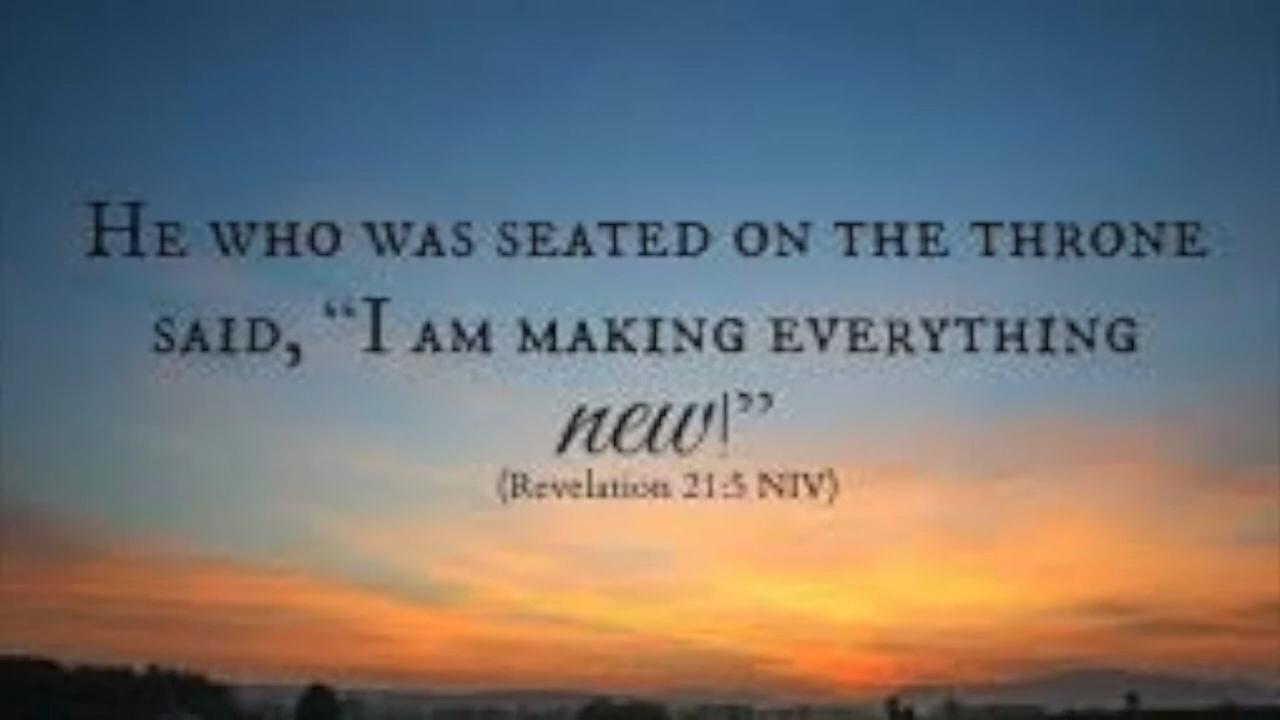 He who was seated on the throne
said, “I am making everything
new!”
(Revelation 21:5 NIV)